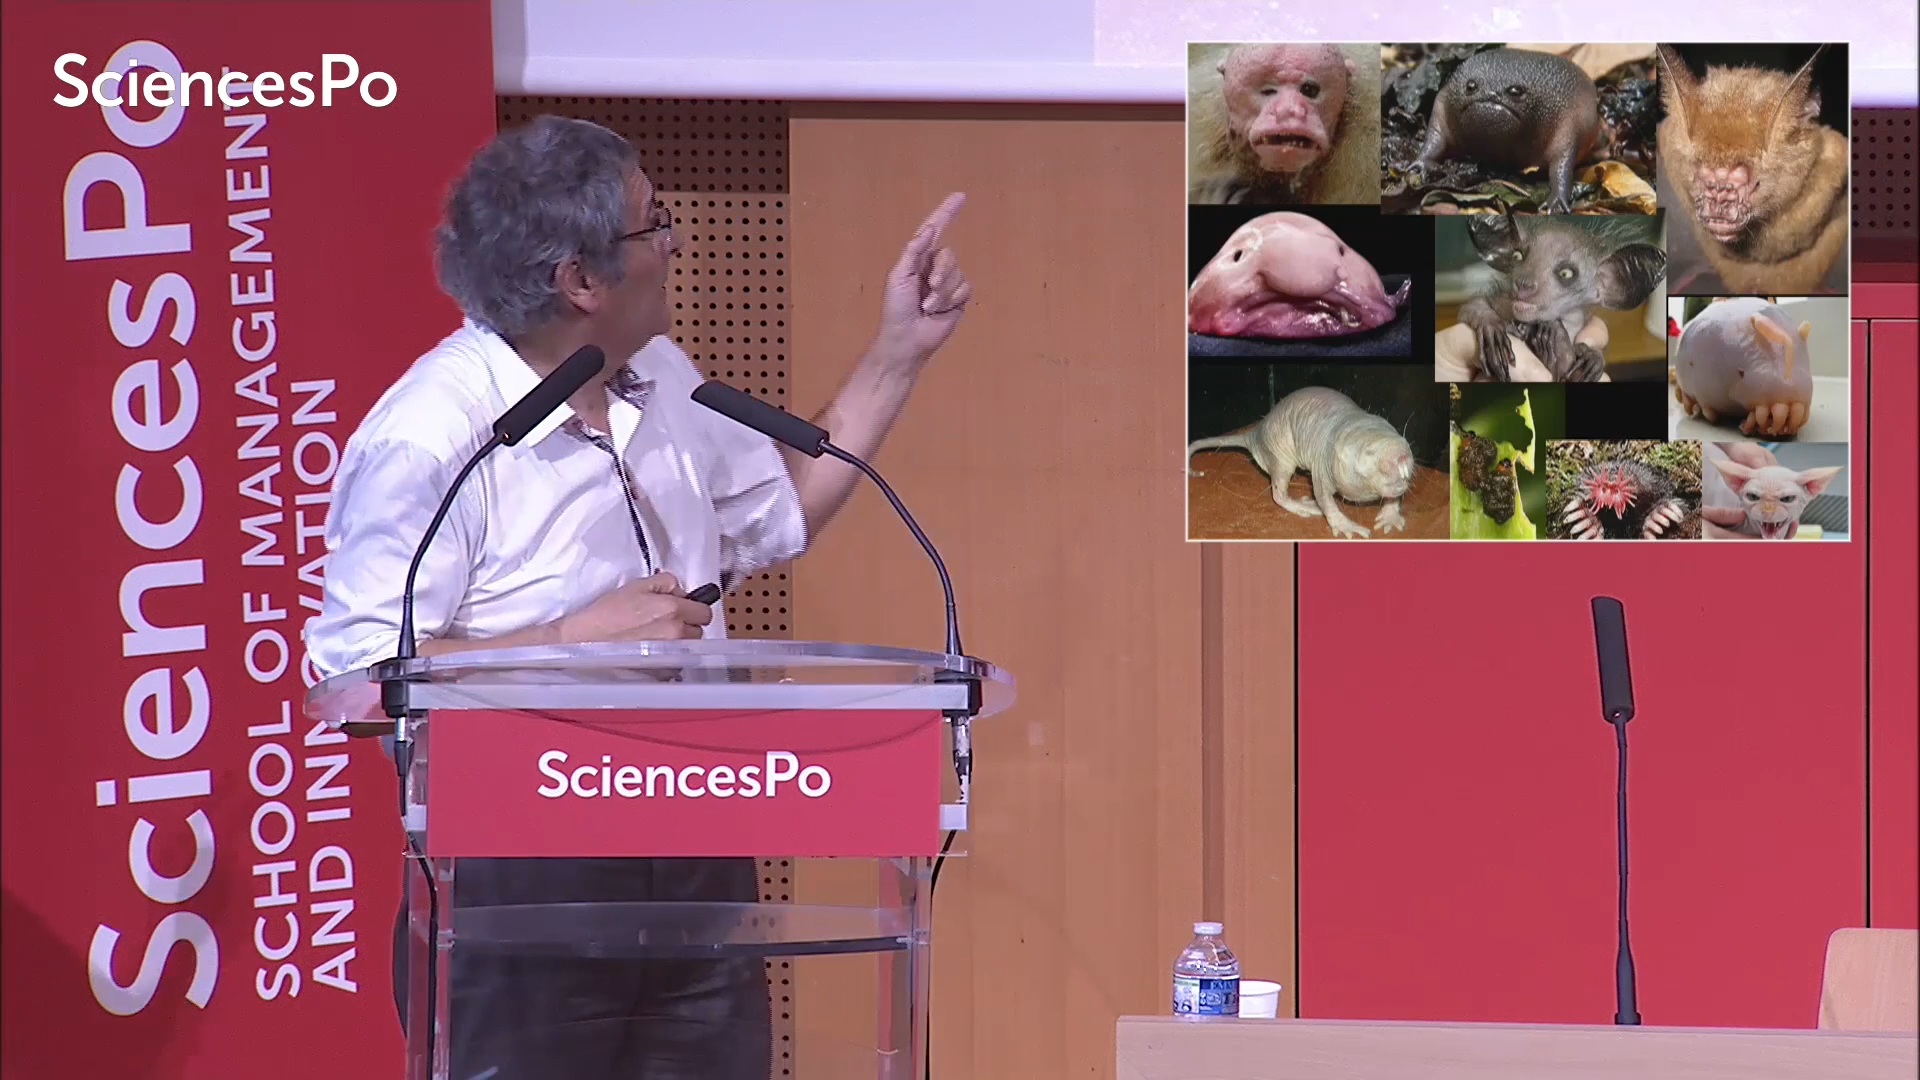 SciencesPo
SciencesPo
SCHOOL OF MANAGEMENT
AND INNOVATION
SciencesPo